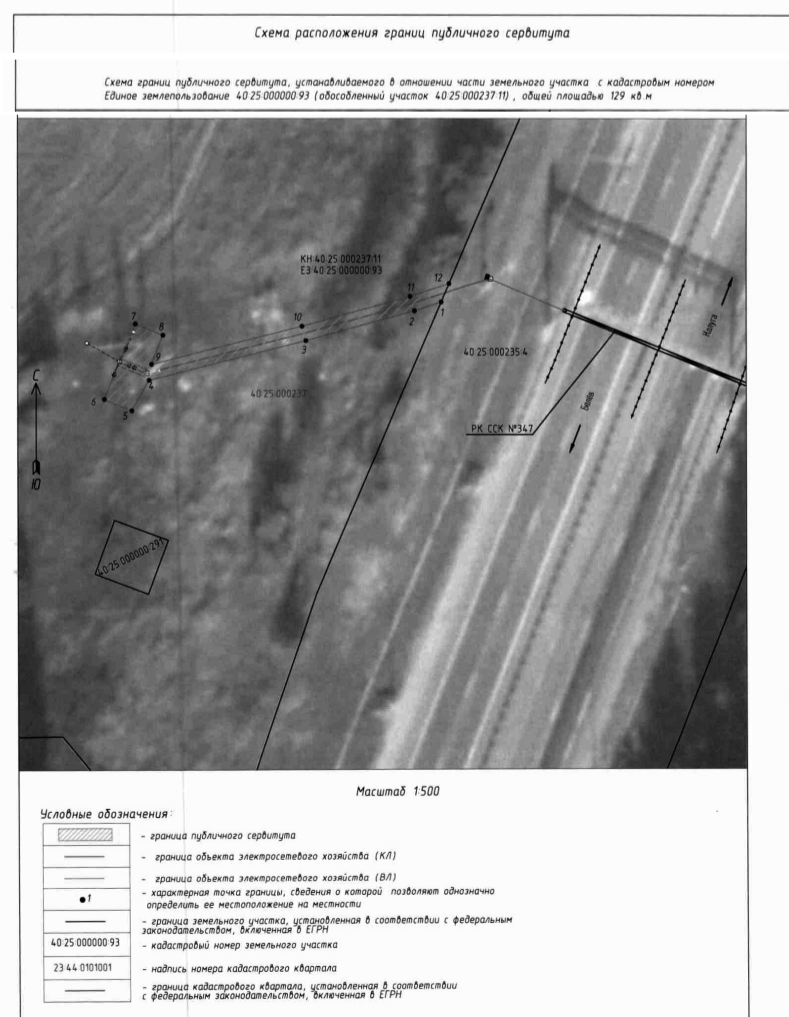 Схема расположения границ публичного сервитута
Схема границ публичного сервитута, устанавливаемого в отношении части земельного участка с кадастровым номером
Единое землепользование 40:25:000000:93 (обособленный участок 40:25:000237:11), общей площадью 129 кв.м
КН:40:25:000237:11
ЕЗ:40:25:000000:93
12
11
1
2
10
3
7
8
9
4
6
5
40:25:000237
40:25:000235:4
Калуга
Белёв
РК ССК №347
С
Ю
40:25:000000:291
Масштаб 1:500
Условные обозначения:
- граница публичного сервитута
- граница объекта электросетевого хозяйства (КЛ)
- граница объекта электросетевого хозяйства (ВЛ)
1
- характерная точка границы, сведения о которой позволяют однозначно
определить ее местоположение на местности
- граница земельного участка, установленная в соответствии с федеральным
законодательством, включенная в ЕГРН
40:25:000000:93
- кадастровый номер земельного участка
23:44:0101001
- надпись номера кадастрового квартала
- граница кадастрового квартала, установленная в соответствии
с федеральным законодательством, включенная в ЕГРН